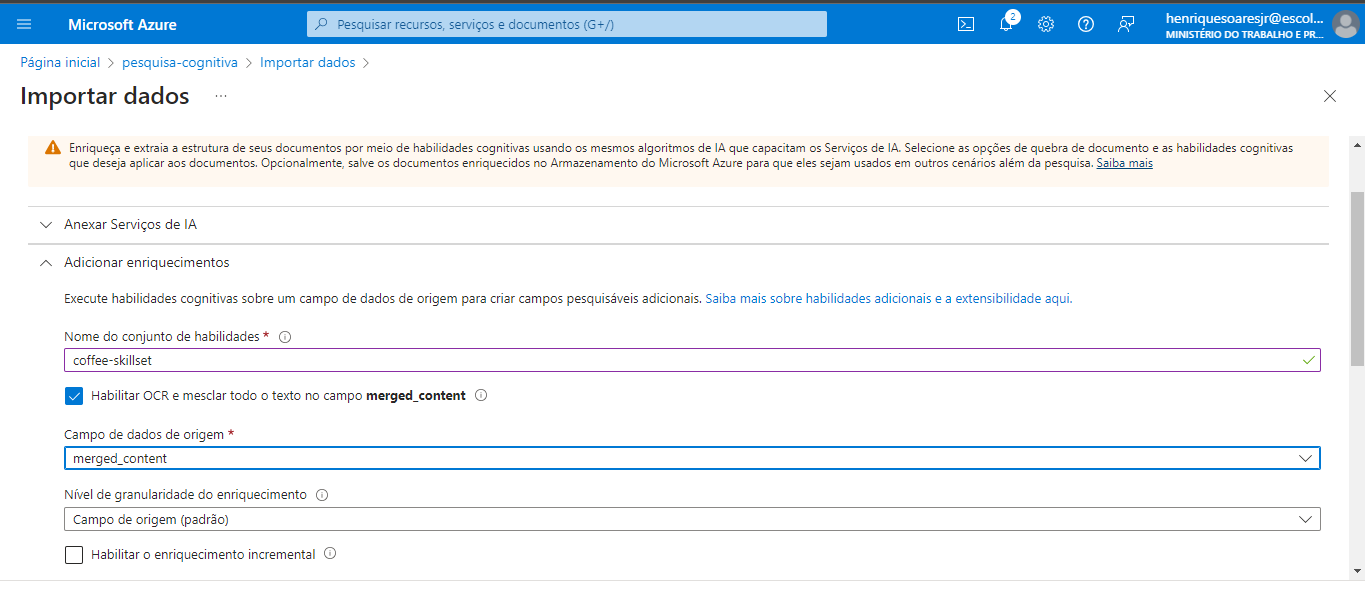 Microsoft Azure
Pesquisar recursos, serviços e documentos (G+/)
2
henriquesoaresjr@escol...
MINISTÉRIO DO TRABALHO E PR...
Página inicial > pesquisa-cognitiva > Importar dados >
Importar dados ...
Enriqueça e extraia a estrutura de seus documentos por meio de habilidades cognitivas usando os mesmos algoritmos de IA que capacitam os Serviços de IA. Selecione as opções de quebra de documento e as habilidades cognitivas
que deseja aplicar aos documentos. Opcionalmente, salve os documentos enriquecidos no Armazenamento do Microsoft Azure para que eles sejam usados em outros cenários além da pesquisa. Saiba mais
Anexar Serviços de IA
Adicionar enriquecimentos
Execute habilidades cognitivas sobre um campo de dados de origem para criar campos pesquisáveis adicionais. Saiba mais sobre habilidades adicionais e a extensibilidade aqui.
Nome do conjunto de habilidades *
coffee-skillset
Habilitar OCR e mesclar todo o texto no campo merged_content
Campo de dados de origem *
merged_content
Nível de granularidade do enriquecimento
Campo de origem (padrão)
Habilitar o enriquecimento incremental